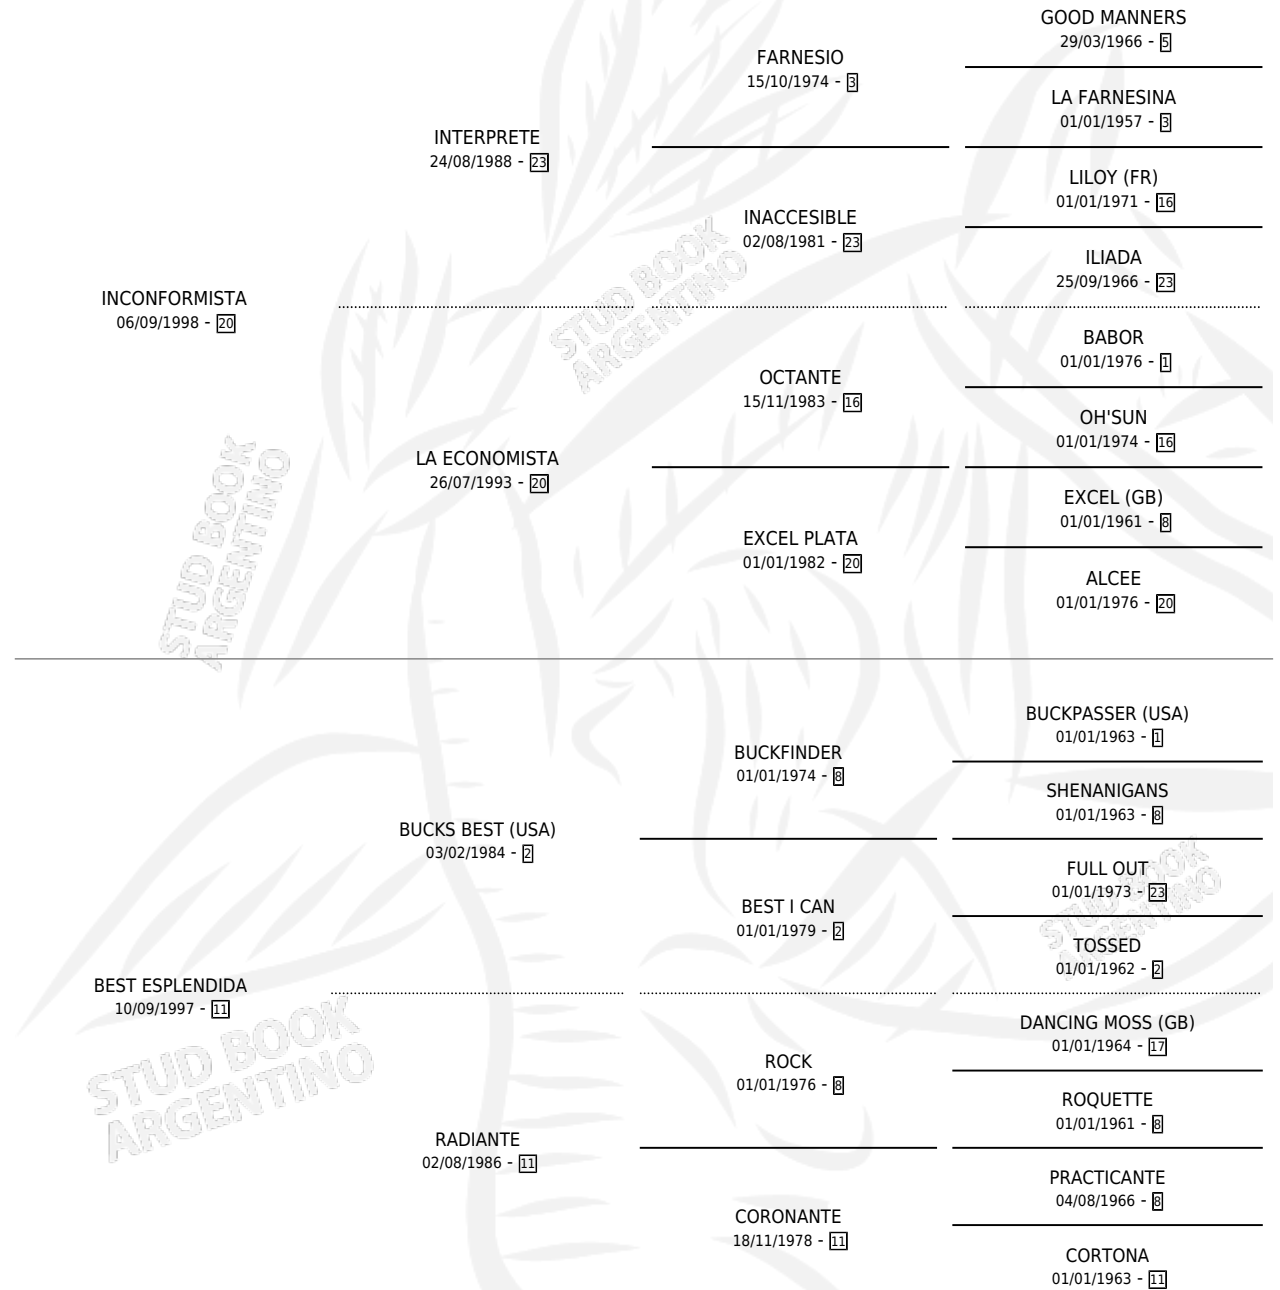 GOOD MANNERS
29/03/1966 - 5
FARNESIO
15/10/1974 - 3
LA FARNESINA
01/01/1957 - 3
INTERPRETE
24/08/1988 - 23
LILOY (FR)
01/01/1971 - 16
INACCESIBLE
02/08/1981 - 23
ILIADA
25/09/1966 - 23
INCONFORMISTA
06/09/1998 - 20
BABOR
01/01/1976 - 1
OCTANTE
15/11/1983 - 16
OH'SUN
01/01/1974 - 16
LA ECONOMISTA
26/07/1993 - 20
EXCEL (GB)
01/01/1961 - 8
EXCEL PLATA
01/01/1982 - 20
ALCEE
01/01/1976 - 20
BUCKPASSER (USA)
01/01/1963 - 1
BUCKFINDER
01/01/1974 - 8
SHENANIGANS
01/01/1963 - 8
BUCKS BEST (USA)
03/02/1984 - 2
FULL OUT
01/01/1973 - 23
BEST I CAN
01/01/1979 - 2
TOSSED
01/01/1962 - 2
BEST ESPLENDIDA
10/09/1997 - 11
DANCING MOSS (GB)
01/01/1964 - 17
ROCK
01/01/1976 - 8
ROQUETTE
01/01/1961 - 8
RADIANTE
02/08/1986 - 11
PRACTICANTE
04/08/1966 - 8
CORONANTE
18/11/1978 - 11
CORTONA
01/01/1963 - 11
STUD BOOK
ARGENTINO
STUD BOOK
ARGENTINO
STUD BOOK
ARGENTINO
STUD BOOK
ARGENTINO